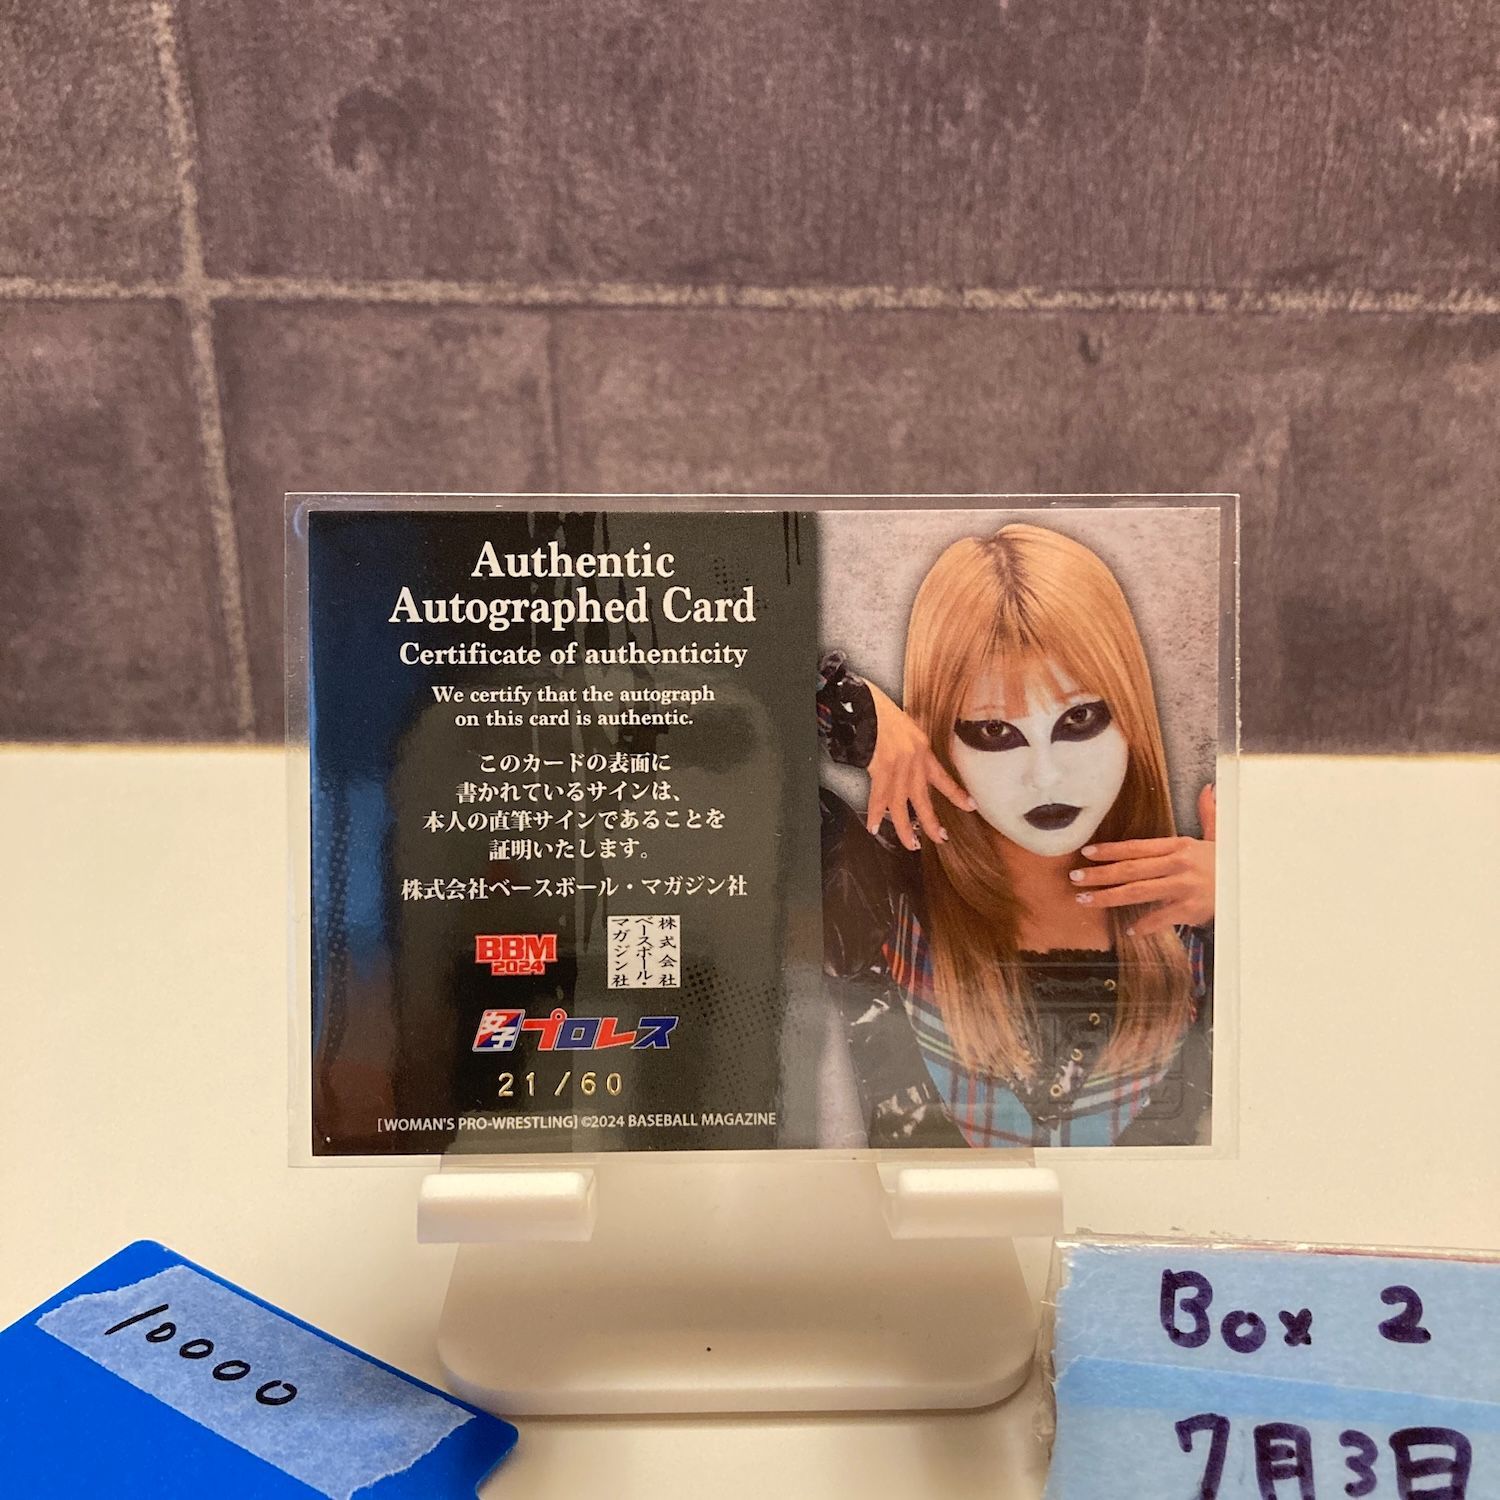 Authentic
Autographed Card
Certificate of authenticity
We certify that the autograph
on this card is authentic.
このカードの表面に
書かれているサインは、
本人の直筆サインであることを
証明いたします。
株式会社ベースボール・マガジン社
BBM
2024
株式会社
ベースボール・
マガジン社
女子プロレス
21/60
[WOMAN'S PRO-WRESTLING] ©2024 BASEBALL MAGAZINE
10000
Box 2
7月3日